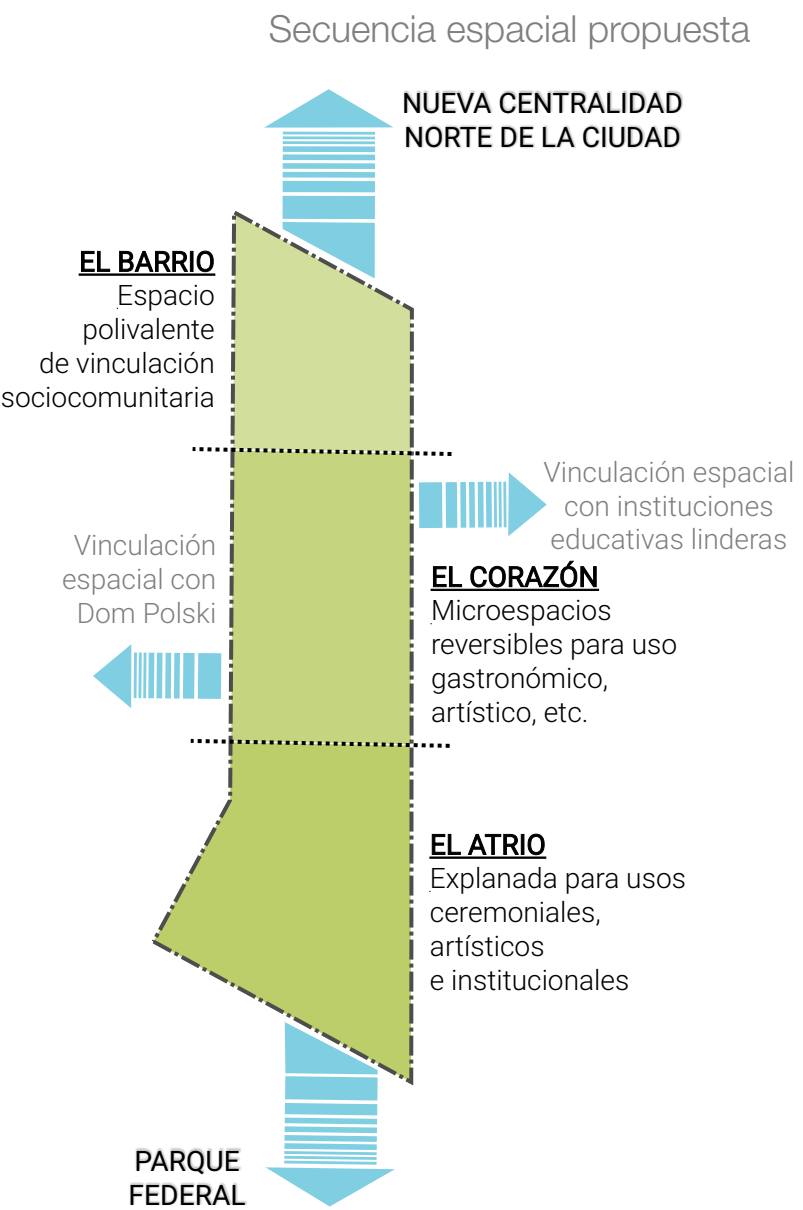 Secuencia espacial propuesta
NUEVA CENTRALIDAD
NORTE DE LA CIUDAD
EL BARRIO
Espacio
polivalente
de vinculación
sociocomunitaria
Vinculación espacial
con instituciones
educativas linderas
Vinculación
espacial con
Dom Polski
EL CORAZÓN
Microespacios
reversibles para uso
gastronómico,
artístico, etc.
EL ATRIO
Explanada para usos
ceremoniales,
artísticos
e institucionales
PARQUE
FEDERAL